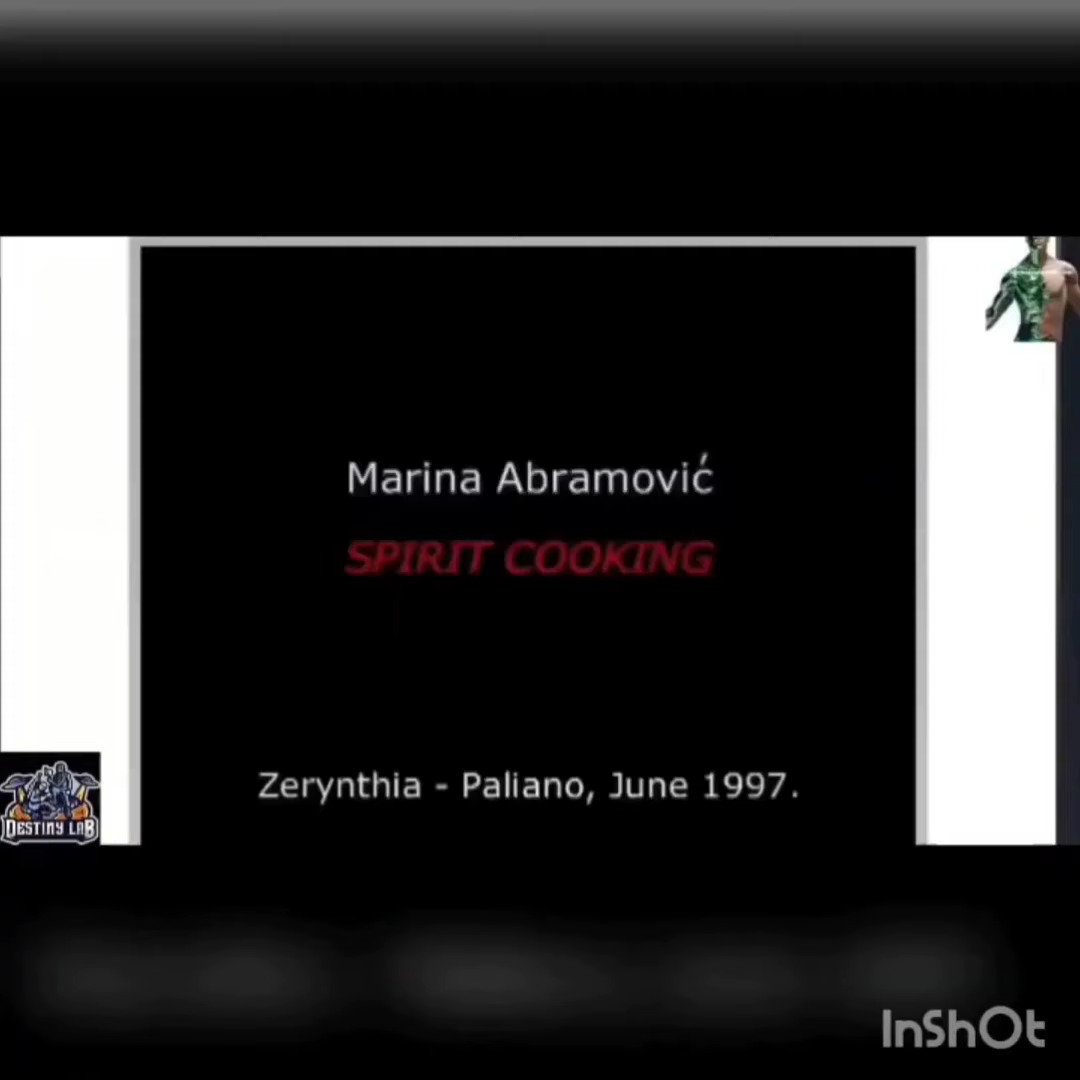 Marina Abramović
SPIRIT COOKING
Zerynthia - Paliano, June 1997.
DESTINY LAB
InShOt